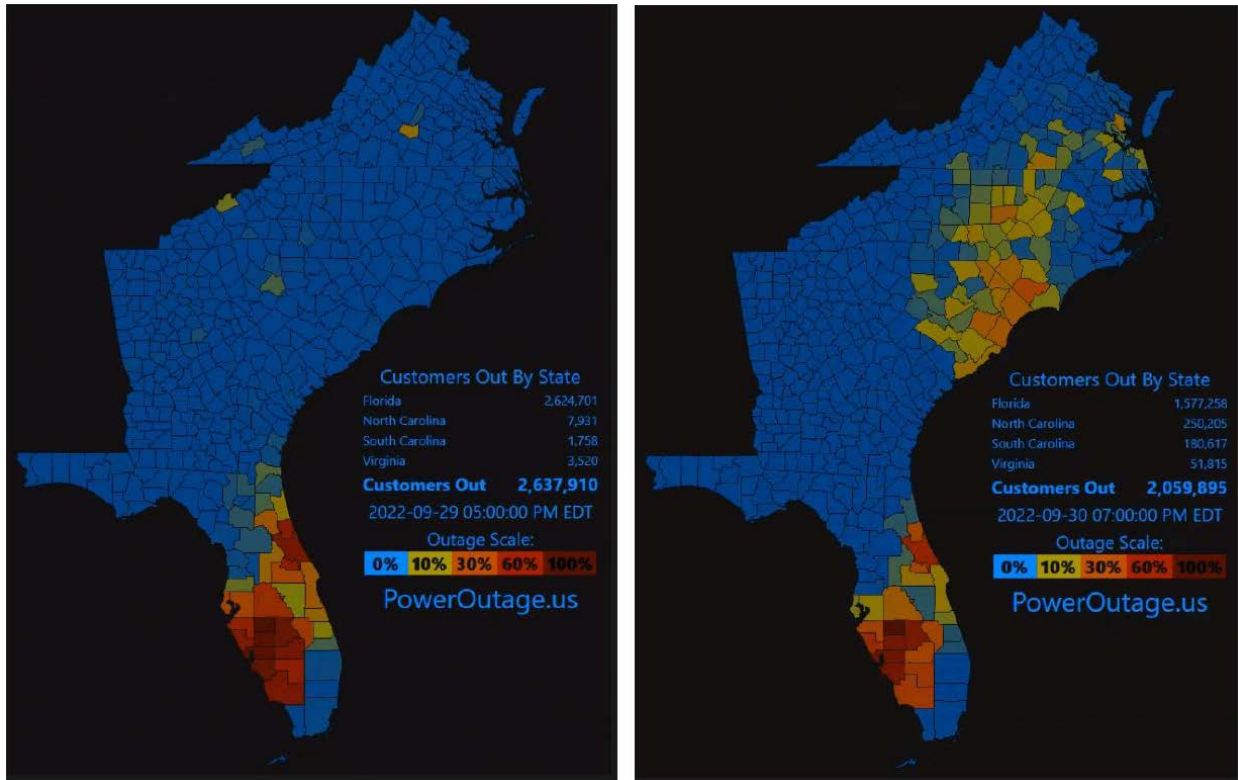 Customers Out By State
Florida 2,624,701
North Carolina 7,931
South Carolina 1,758
Virginia 3,520
Customers Out 2,637,910
2022-09-29 05:00:00 PM EDT
Outage Scale:
0% 10% 30% 60% 100%
PowerOutage.us
Customers Out By State
Florida 1,577,258
North Carolina 250,205
South Carolina 180,617
Virginia 51,815
Customers Out 2,059,895
2022-09-30 07:00:00 PM EDT
Outage Scale:
0% 10% 30% 60% 100%
PowerOutage.us